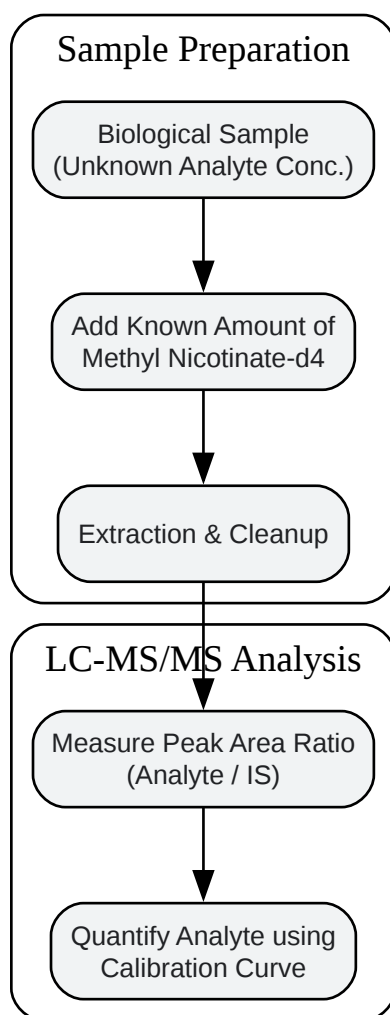 Sample Preparation
Biological Sample
(Unknown Analyte Conc.)
Add Known Amount of
Methyl Nicotinate-d4
Extraction & Cleanup
LC-MS/MS Analysis
Measure Peak Area Ratio
(Analyte / IS)
Quantify Analyte using
Calibration Curve